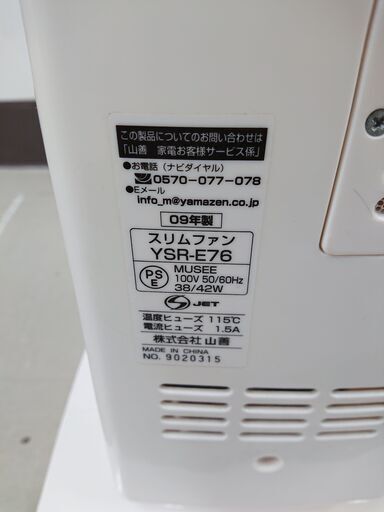 この製品についてのお問い合わせは
「山善 家電お客様サービス係」
●お電話（ナビダイヤル）
0570-077-078
●Eメール
info_m@yamazen.co.jp
09年製
スリムファン
YSR-E76
MUSEE
100V 50/60Hz
38/42W
PS
E
JET
温度ヒューズ 115℃
電流ヒューズ 1.5A
株式会社 山善
MADE IN CHINA
NO. 9020315